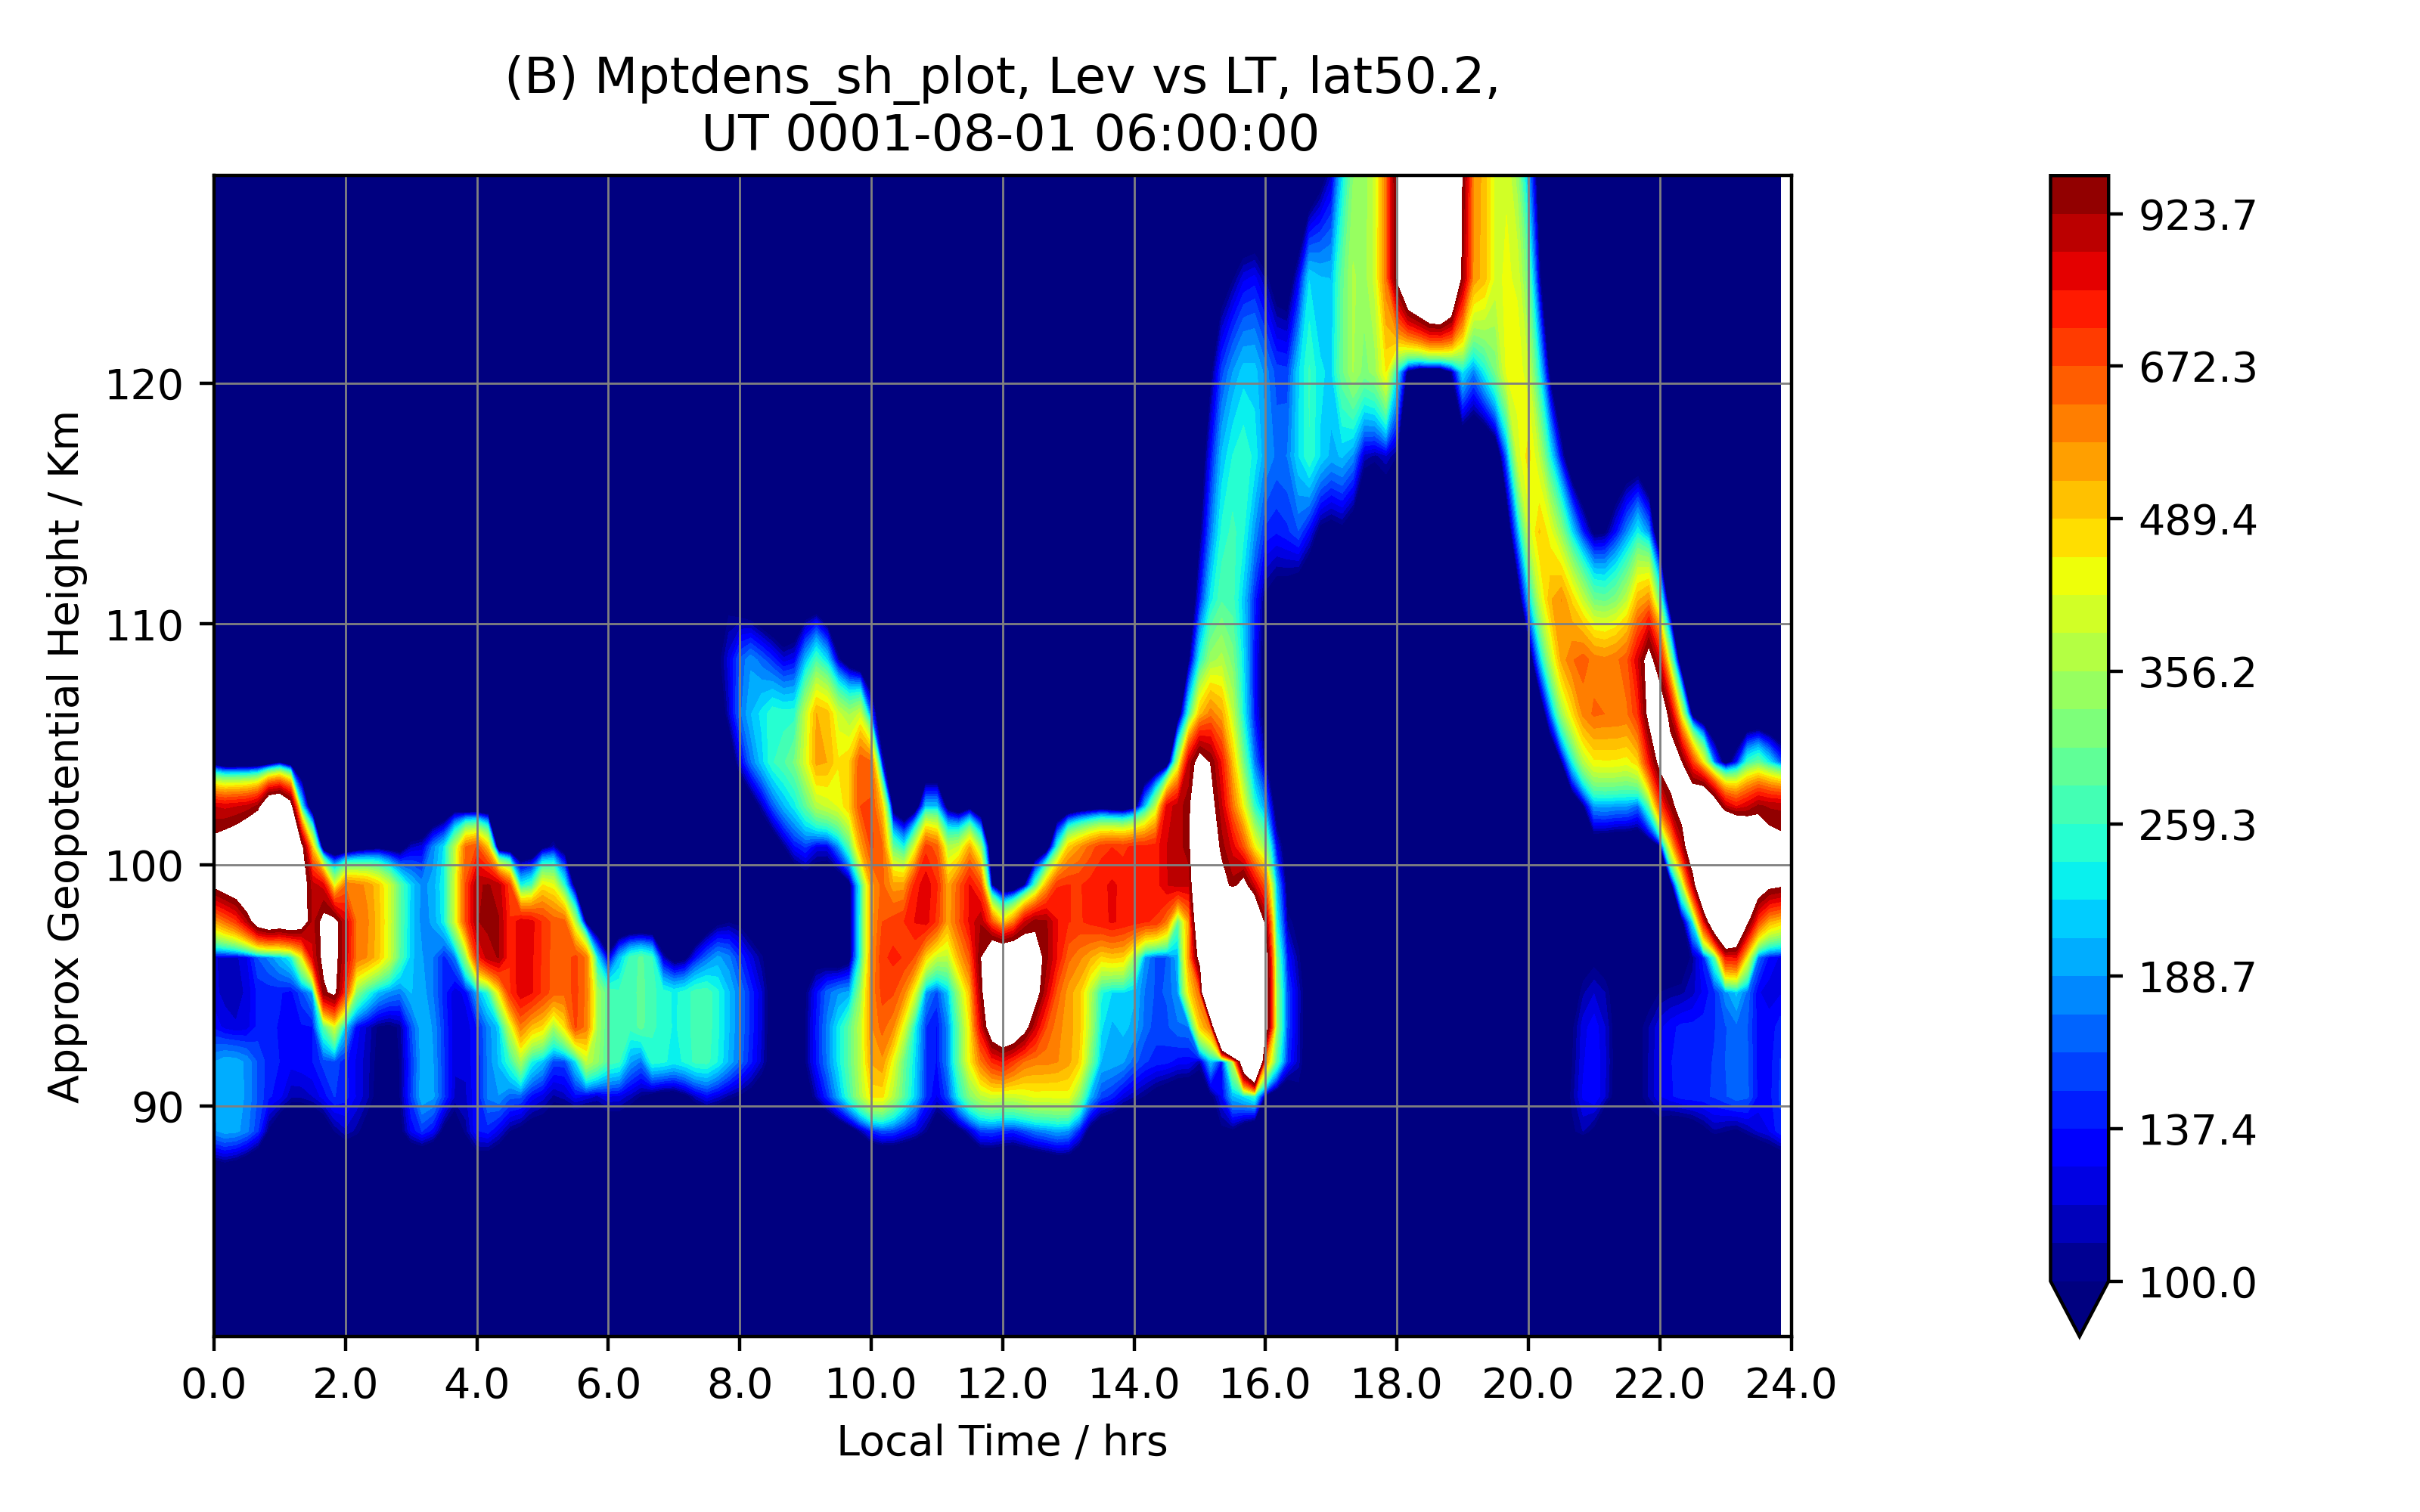 (B) Mptdens_sh_plot, Lev vs LT, lat50.2,
UT 0001-08-01 06:00:00
Approx Geopotential Height / Km
120
110
100
90
0.0 2.0 4.0 6.0 8.0 10.0 12.0 14.0 16.0 18.0 20.0 22.0 24.0
Local Time / hrs
923.7
672.3
489.4
356.2
259.3
188.7
137.4
100.0